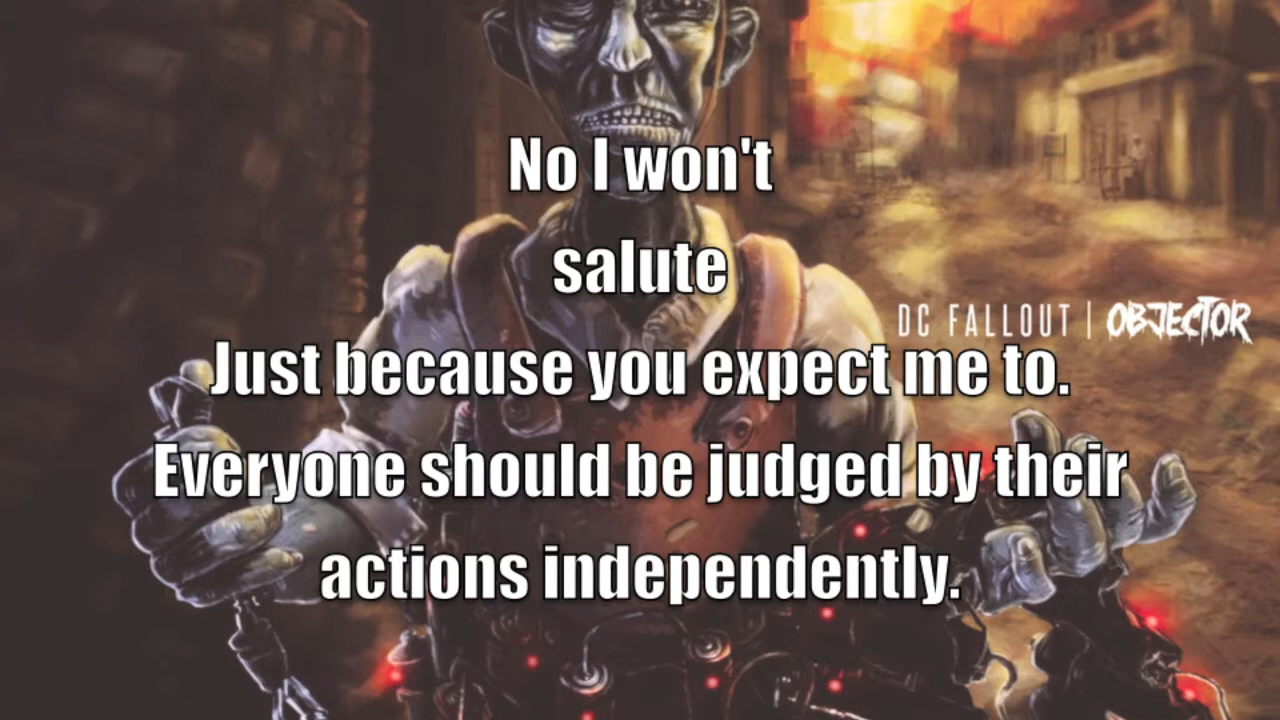 No I won't
salute
DC FALLOUT | OBJECTOR
Just because you expect me to.
Everyone should be judged by their
actions independently.